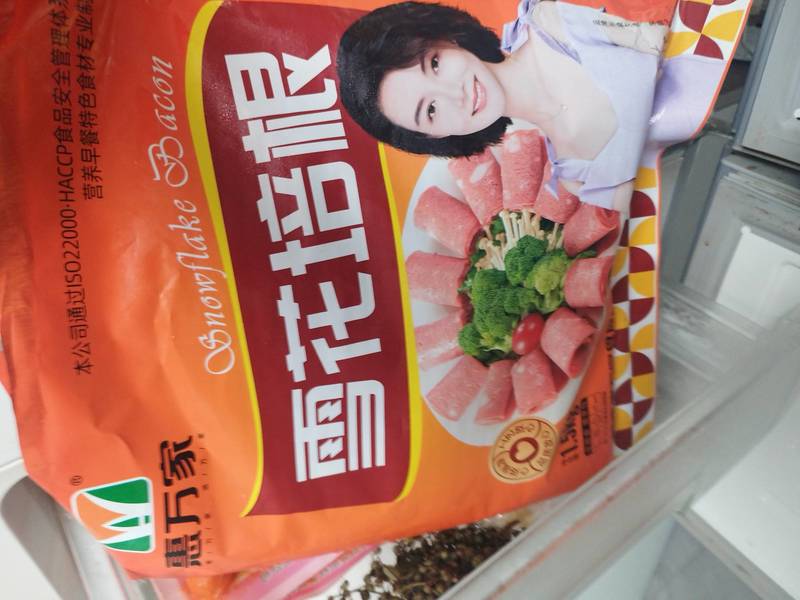 惠万家
®
本公司通过ISO22000·HACCP食品安全管理体系
营养早餐特色食材专业制
Snowflake Bacon
雪花培根